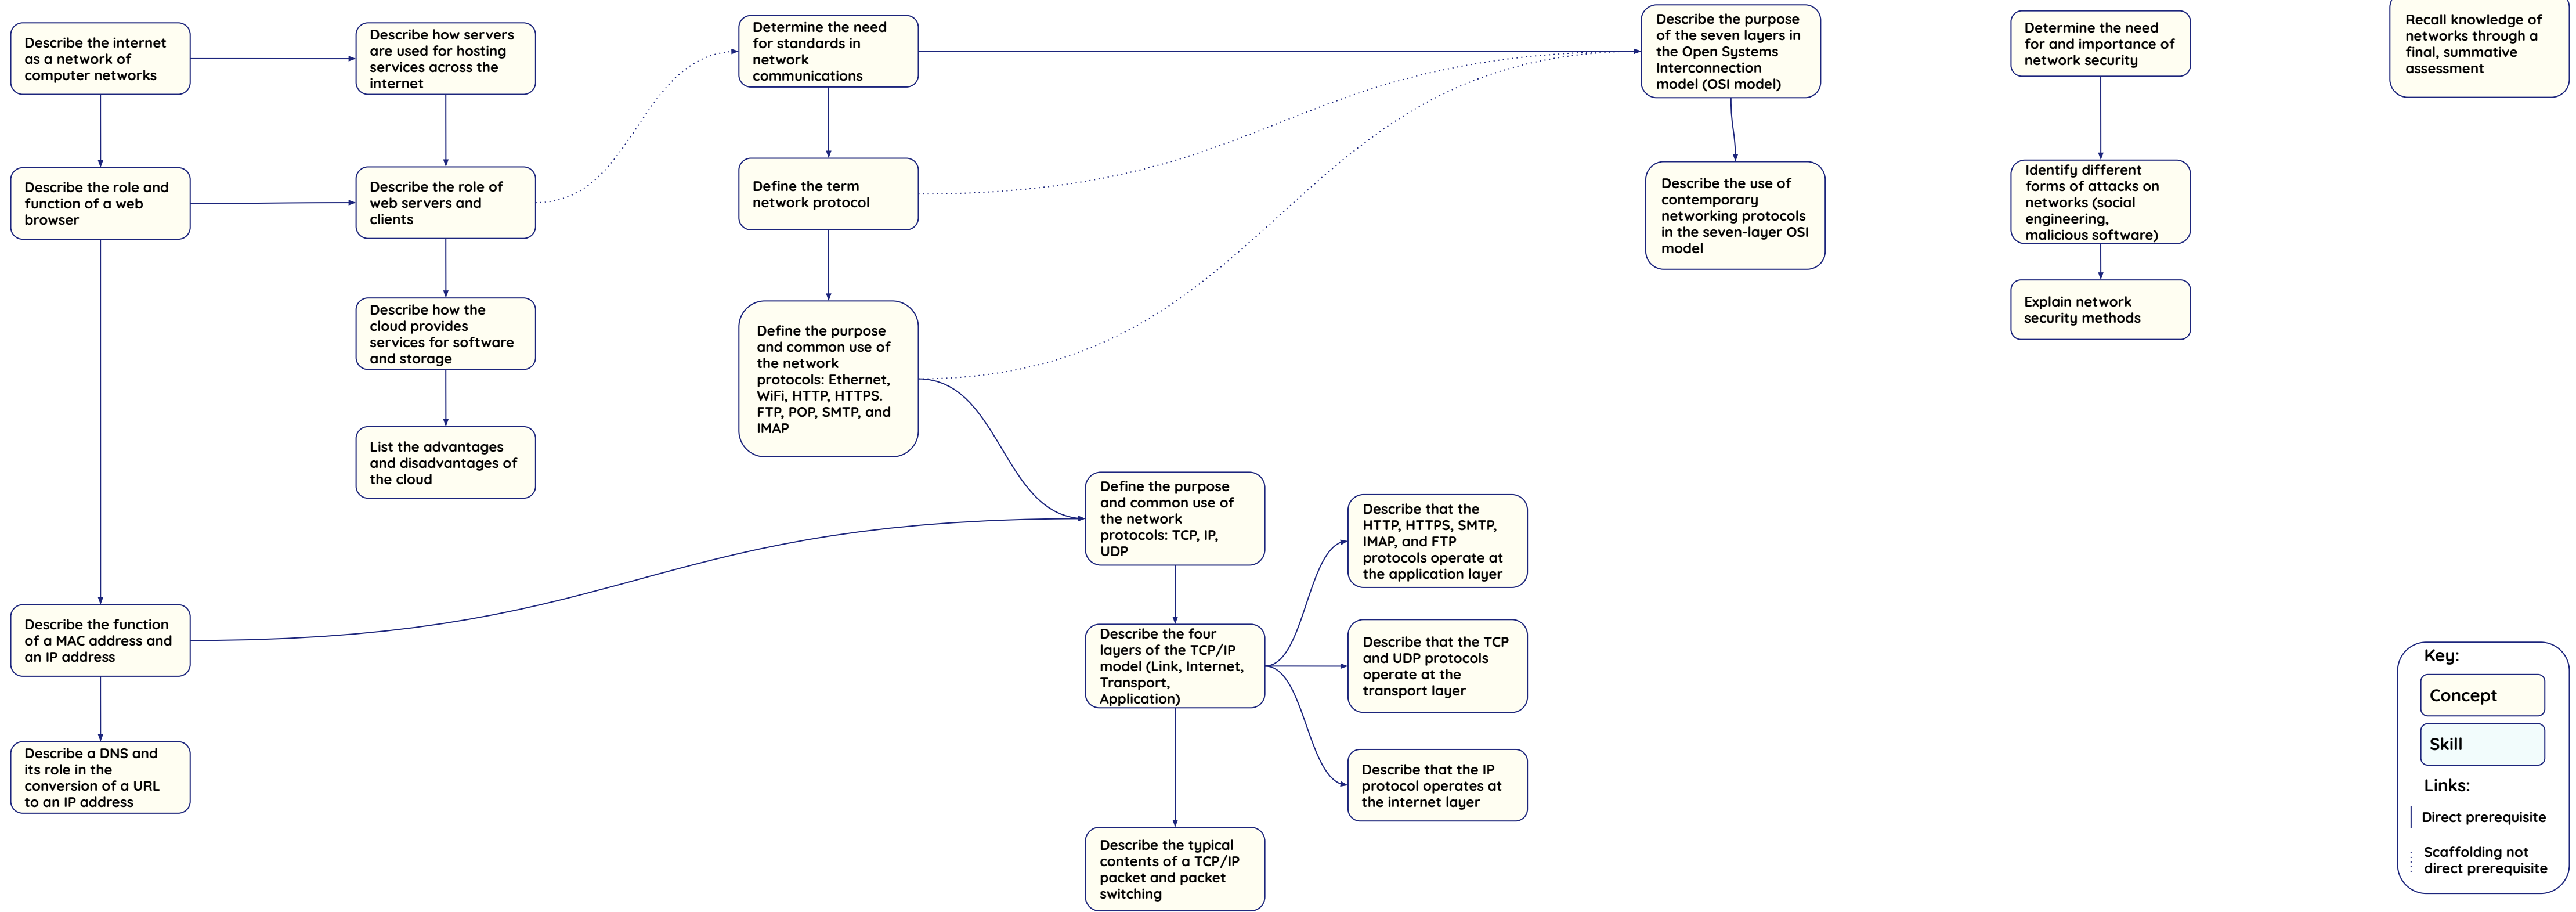 Describe the internet
as a network of
computer networks
Describe the role and
function of a web
browser
Describe the function
of a MAC address and
an IP address
Describe a DNS and
its role in the
conversion of a URL
to an IP address
Describe how servers
are used for hosting
services across the
internet
Describe the role of
web servers and
clients
Describe how the
cloud provides
services for software
and storage
List the advantages
and disadvantages of
the cloud
Determine the need
for standards in
network
communications
Define the term
network protocol
Define the purpose
and common use of
the network
protocols: Ethernet,
WiFi, HTTP, HTTPS.
FTP, POP, SMTP, and
IMAP
Define the purpose
and common use of
the network
protocols: TCP, IP,
UDP
Describe the four
layers of the TCP/IP
model (Link, Internet,
Transport,
Application)
Describe the typical
contents of a TCP/IP
packet and packet
switching
Describe that the
HTTP, HTTPS, SMTP,
IMAP, and FTP
protocols operate at
the application layer
Describe that the TCP
and UDP protocols
operate at the
transport layer
Describe that the IP
protocol operates at
the internet layer
Describe the purpose
of the seven layers in
the Open Systems
Interconnection
model (OSI model)
Describe the use of
contemporary
networking protocols
in the seven-layer OSI
model
Determine the need
for and importance of
network security
Identify different
forms of attacks on
networks (social
engineering,
malicious software)
Explain network
security methods
Recall knowledge of
networks through a
final, summative
assessment
Key:
Concept
Skill
Links:
Direct prerequisite
Scaffolding not
direct prerequisite